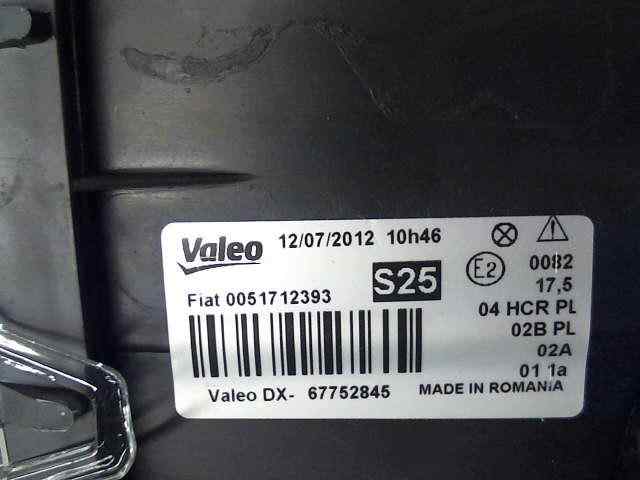 Valeo 12/07/2012 10h46
Fiat 0051712393 S25 E2 0082
17,5
04 HCR PL
02B PL
02A
01 1a
Valeo DX- 67752845 MADE IN ROMANIA